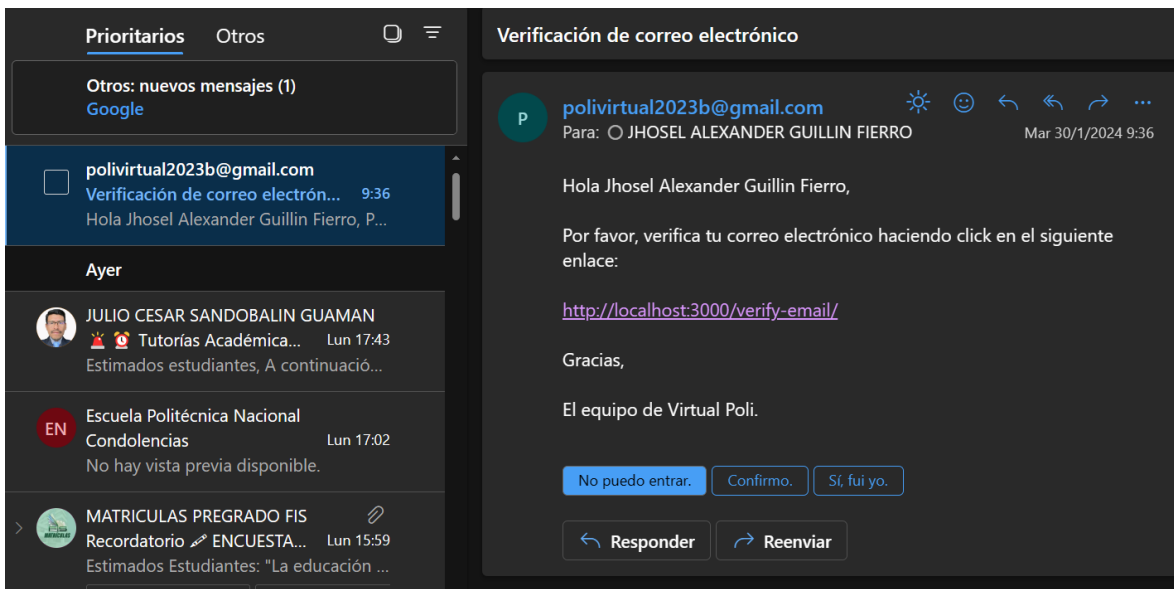 Prioritarios Otros
Otros: nuevos mensajes (1)
Google
polivirtual2023b@gmail.com
Verificación de correo electrón... 9:36
Hola Jhosel Alexander Guillin Fierro, P...
Ayer
JULIO CESAR SANDOBALIN GUAMAN
🚨 ⏰ Tutorías Académica... Lun 17:43
Estimados estudiantes, A continuació...
EN
Escuela Politécnica Nacional
Condolencias Lun 17:02
No hay vista previa disponible.
MATRICULAS PREGRADO FIS
Recordatorio 🖋 ENCUESTA... Lun 15:59
Estimados Estudiantes: "La educación ...
Verificación de correo electrónico
P
polivirtual2023b@gmail.com
Para: JHOSEL ALEXANDER GUILLIN FIERRO Mar 30/1/2024 9:36
Hola Jhosel Alexander Guillin Fierro,
Por favor, verifica tu correo electrónico haciendo click en el siguiente
enlace:
http://localhost:3000/verify-email/
Gracias,
El equipo de Virtual Poli.
No puedo entrar. Confirmo. Sí, fui yo.
Responder Reenviar